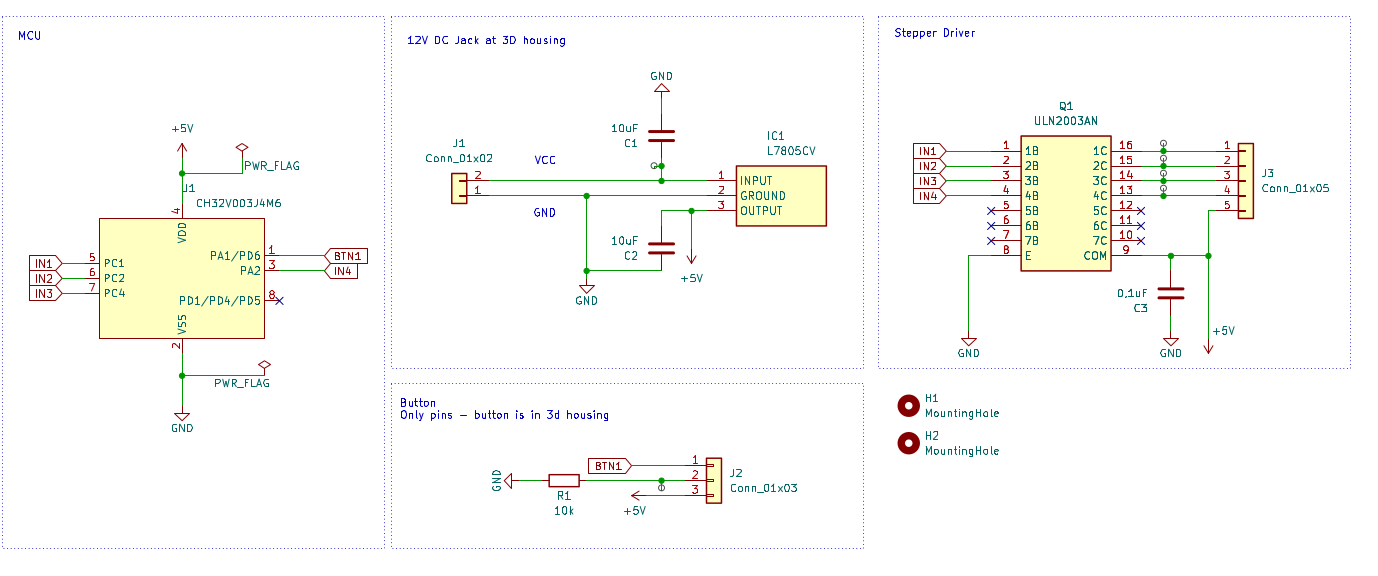 MCU
+5V
PWR_FLAG
J1
CH32V003J4M6
4
VDD
IN1
5
PC1
PA1/PD6
1
BTN1
IN2
6
PC2
PA2
3
IN4
IN3
7
PC4
PD1/PD4/PD5
8
VSS
2
PWR_FLAG
GND
12V DC Jack at 3D housing
GND
10uF
C1
J1
Conn_01x02
VCC
2
1
GND
IC1
L7805CV
1
INPUT
2
GROUND
3
OUTPUT
10uF
C2
+5V
GND
Button
Only pins - button is in 3d housing
GND
R1
10k
BTN1
+5V
1
2
3
J2
Conn_01x03
Stepper Driver
Q1
ULN2003AN
IN1
1
1B
1C
16
1
IN2
2
2B
2C
15
2
IN3
3
3B
3C
14
3
IN4
4
4B
4C
13
4
5
5B
5C
12
5
6
6B
6C
11
7
7B
7C
10
8
E
COM
9
J3
Conn_01x05
0,1uF
C3
GND
GND
+5V
H1
MountingHole
H2
MountingHole